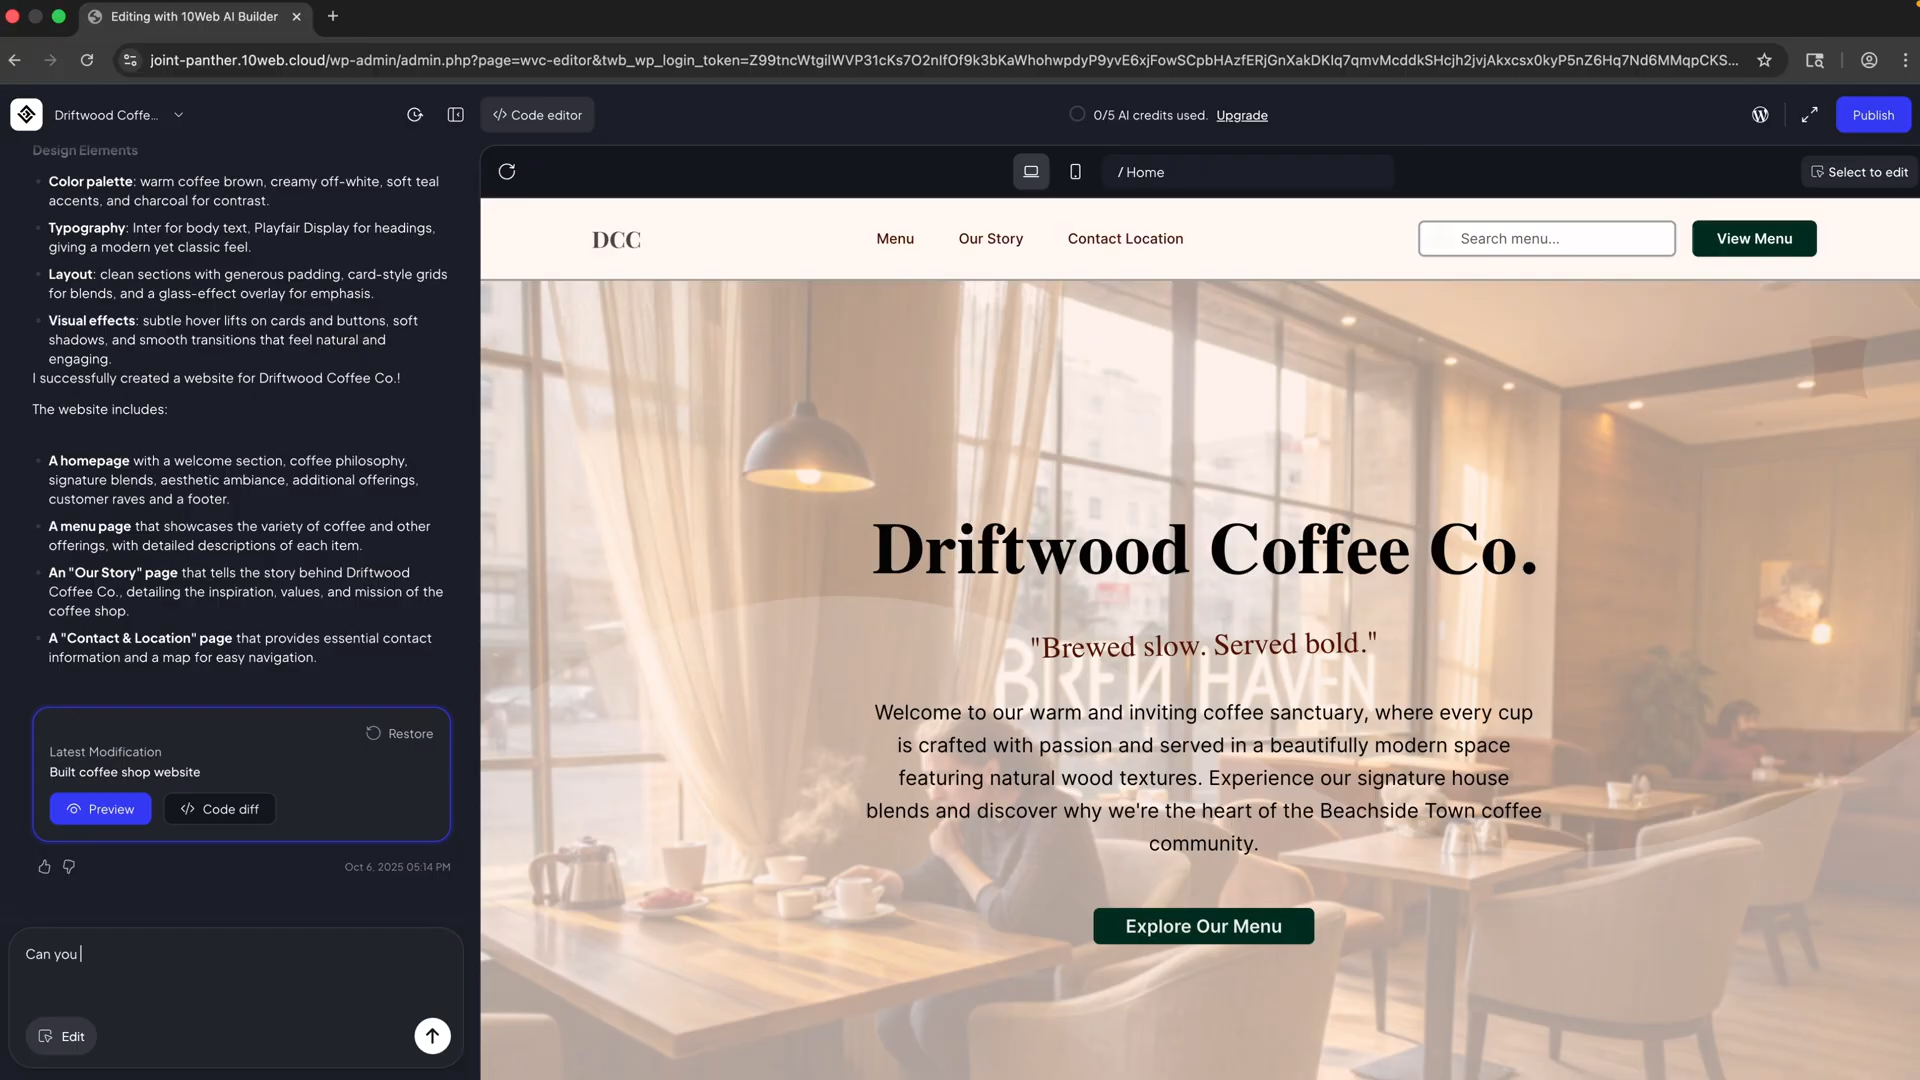 Editing with 10Web AI Builder
joint-panther.10web.cloud/wp-admin/admin.php?page=wvc-editor&twb_wp_login_token=
Driftwood Coffe...
Code editor
0/5 AI credits used. Upgrade
Publish
/ Home
Select to edit
Design Elements
Color palette: warm coffee brown, creamy off-white, soft teal
accents, and charcoal for contrast.
Typography: Inter for body text, Playfair Display for headings,
giving a modern yet classic feel.
Layout: clean sections with generous padding, card-style grids
for blends, and a glass-effect overlay for emphasis.
Visual effects: subtle hover lifts on cards and buttons, soft
shadows, and smooth transitions that feel natural and
engaging.
I successfully created a website for Driftwood Coffee Co.!
The website includes:
A homepage with a welcome section, coffee philosophy,
signature blends, aesthetic ambiance, additional offerings,
customer raves and a footer.
A menu page that showcases the variety of coffee and other
offerings, with detailed descriptions of each item.
An "Our Story" page that tells the story behind Driftwood
Coffee Co., detailing the inspiration, values, and mission of the
coffee shop.
A "Contact & Location" page that provides essential contact
information and a map for easy navigation.
Restore
Latest Modification
Built coffee shop website
Preview
Code diff
Oct 6, 2025 05:14 PM
Can you
Edit
DCC
Menu
Our Story
Contact Location
Search menu...
View Menu
Driftwood Coffee Co.
"Brewed slow. Served bold."
HAVEN
Welcome to our warm and inviting coffee sanctuary, where every cup
is crafted with passion and served in a beautifully modern space
featuring natural wood textures. Experience our signature house
blends and discover why we're the heart of the Beachside Town coffee
community.
Explore Our Menu